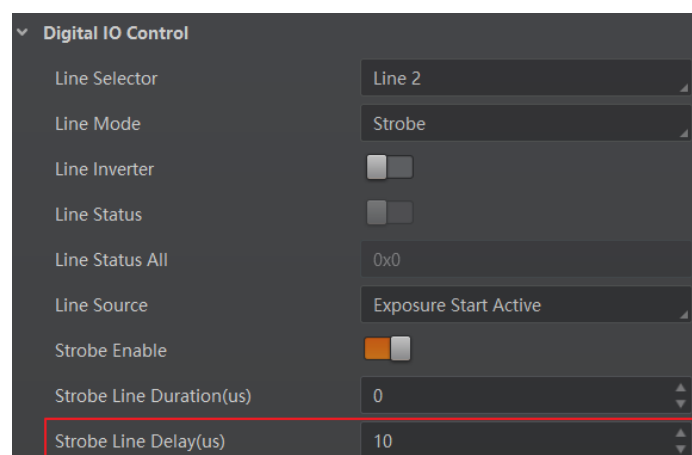 Digital IO Control
Line Selector Line 2
Line Mode Strobe
Line Inverter
Line Status
Line Status All 0x0
Line Source Exposure Start Active
Strobe Enable
Strobe Line Duration(us) 0
Strobe Line Delay(us) 10